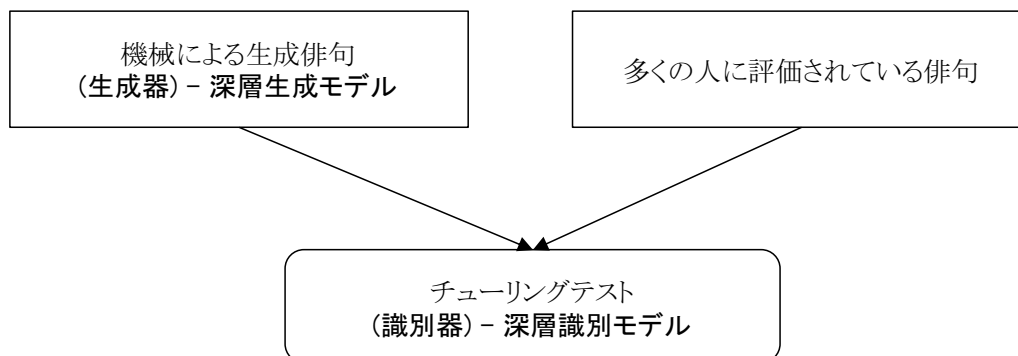 機械による生成俳句
(生成器) − 深層生成モデル
多くの人に評価されている俳句
チューリングテスト
(識別器) − 深層識別モデル